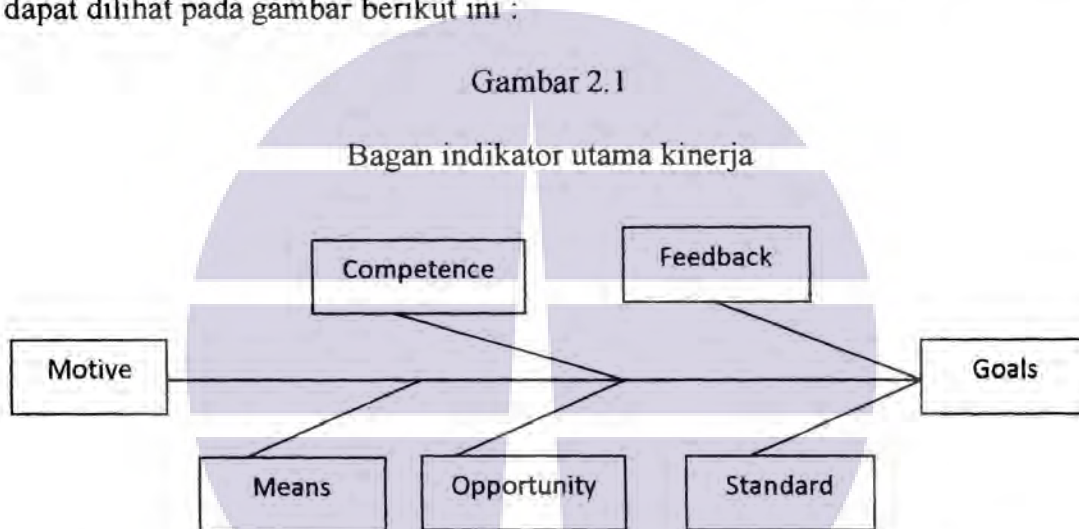 dapat dilihat pada gambar berikut ini :
Gambar 2.1
Bagan indikator utama kinerja
Competence
Feedback
Motive
Goals
Means
Opportunity
Standard